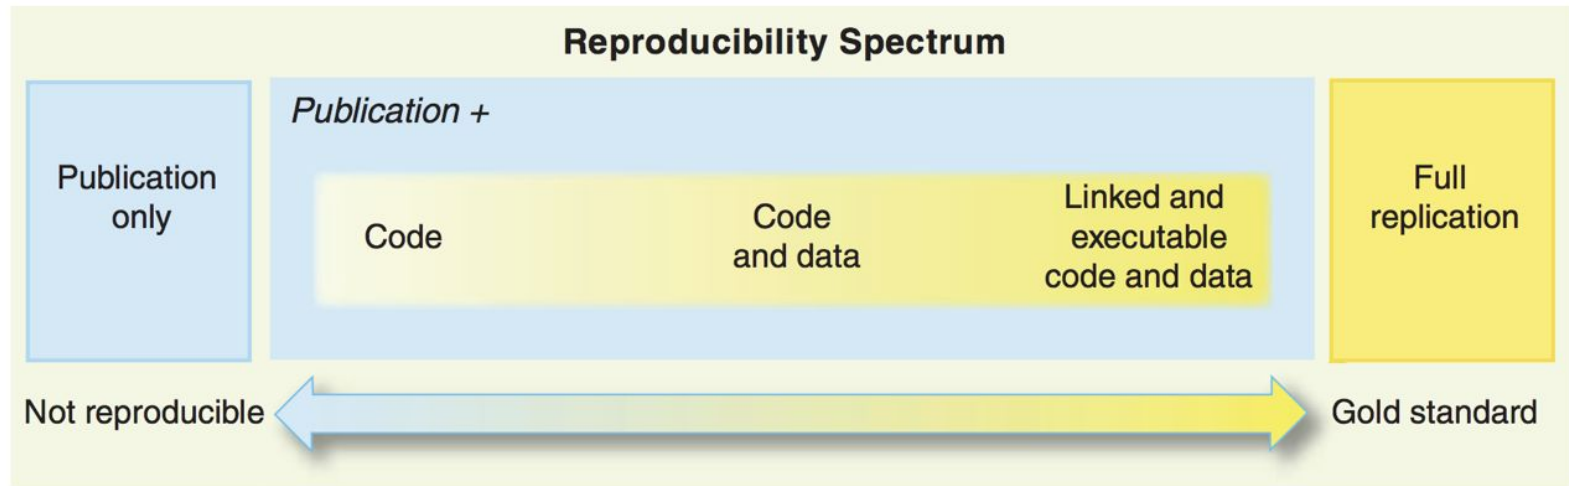 Reproducibility Spectrum
Publication
only
Publication +
Code
Code
and data
Linked and
executable
code and data
Full
replication
Not reproducible
Gold standard